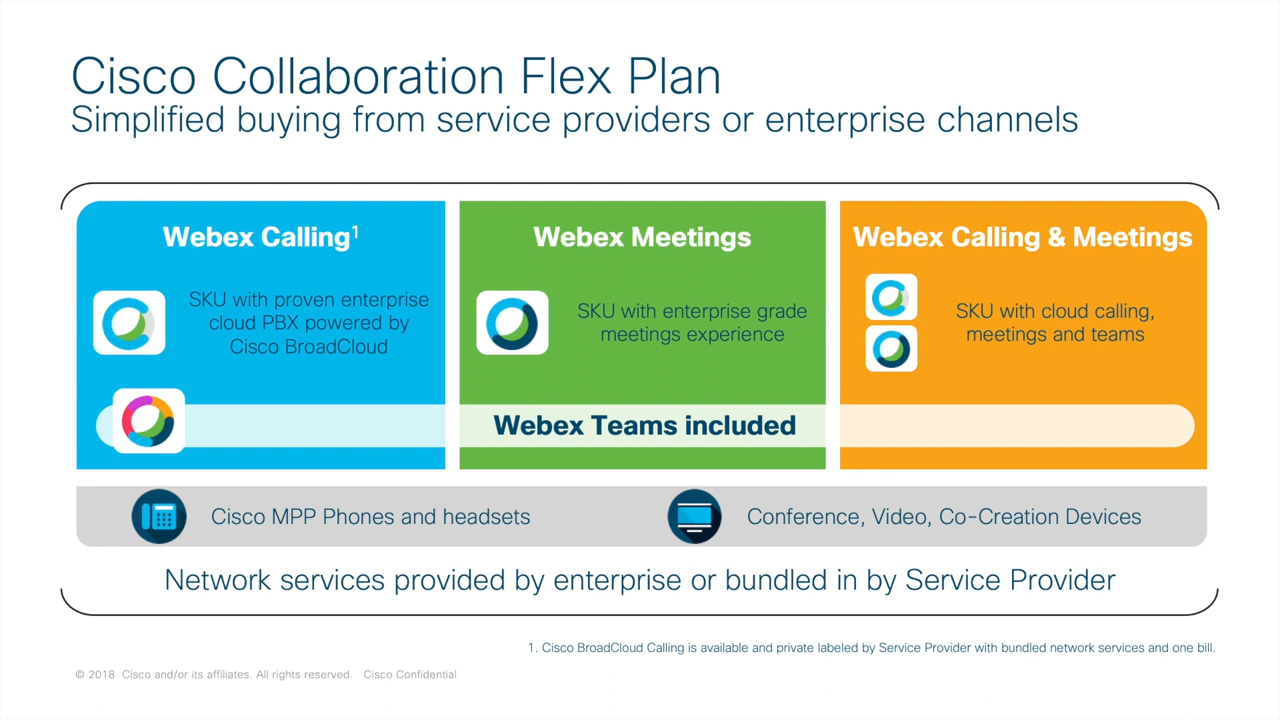 Cisco Collaboration Flex Plan
Simplified buying from service providers or enterprise channels
Webex Calling¹
SKU with proven enterprise
cloud PBX powered by
Cisco BroadCloud
Webex Meetings
SKU with enterprise grade
meetings experience
Webex Calling & Meetings
SKU with cloud calling,
meetings and teams
Webex Teams included
Cisco MPP Phones and headsets
Conference, Video, Co-Creation Devices
Network services provided by enterprise or bundled in by Service Provider
1. Cisco BroadCloud Calling is available and private labeled by Service Provider with bundled network services and one bill.
© 2018 Cisco and/or its affiliates. All rights reserved. Cisco Confidential